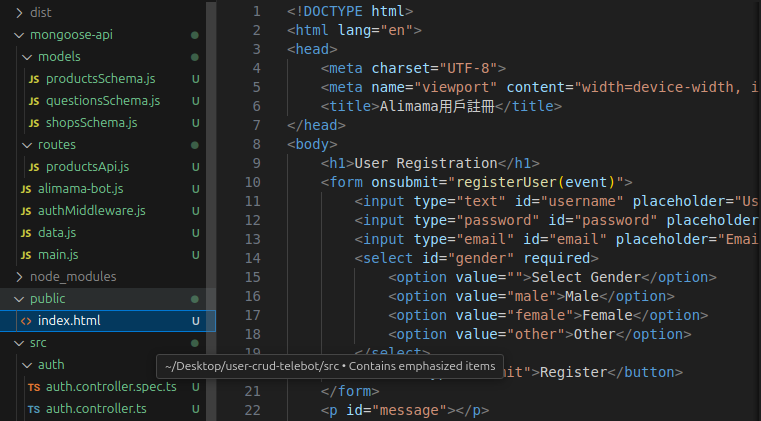 dist
mongoose-api
models
JS productsSchema.js U
JS questionsSchema.js U
JS shopsSchema.js U
routes
JS productsApi.js U
JS alimama-bot.js U
JS authMiddleware.js U
JS data.js U
JS main.js U
node_modules
public
<> index.html U
src
auth
TS auth.controller.spec.ts U
TS auth.controller.ts U
1 <!DOCTYPE html>
2 <html lang="en">
3 <head>
4 <meta charset="UTF-8">
5 <meta name="viewport" content="width=device-width, i
6 <title>Alimama用戶註冊</title>
7 </head>
8 <body>
9 <h1>User Registration</h1>
10 <form onsubmit="registerUser(event)">
11 <input type="text" id="username" placeholder="Us
12 <input type="password" id="password" placeholder
13 <input type="email" id="email" placeholder="Emai
14 <select id="gender" required>
15 <option value="">Select Gender</option>
16 <option value="male">Male</option>
17 <option value="female">Female</option>
18 <option value="other">Other</option>
19 </select>
~/Desktop/user-crud-telebot/src • Contains emphasized items
nit">Register</button>
21 </form>
22 <p id="message"></p>